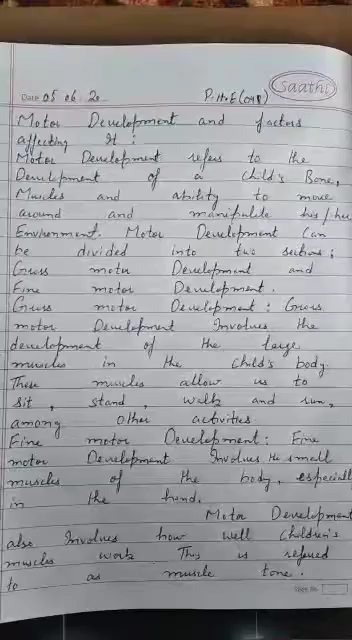 Saathi
Date 05 06 20
P.H.E (048)
Motor Development and factors
affecting It :
Motor Development refers to the
Development of a child's Bone,
Muscles and ability to move
around and manipulate his/her
Environment. Motor Development Can
be divided into two sections :
Gross motor Development and
Fine motor Development.
Gross motor Development : Gross
motor Development Involves the
development of the large
muscles in the Child's body.
These muscles allow us to
sit, stand, walk and run,
among other activities.
Fine motor Development : Fine
motor Development Involves the small
muscles of the body, especially
in the hand.
Motor Development
also Involves how well Children's
muscles work This is refered
to as muscle tone.